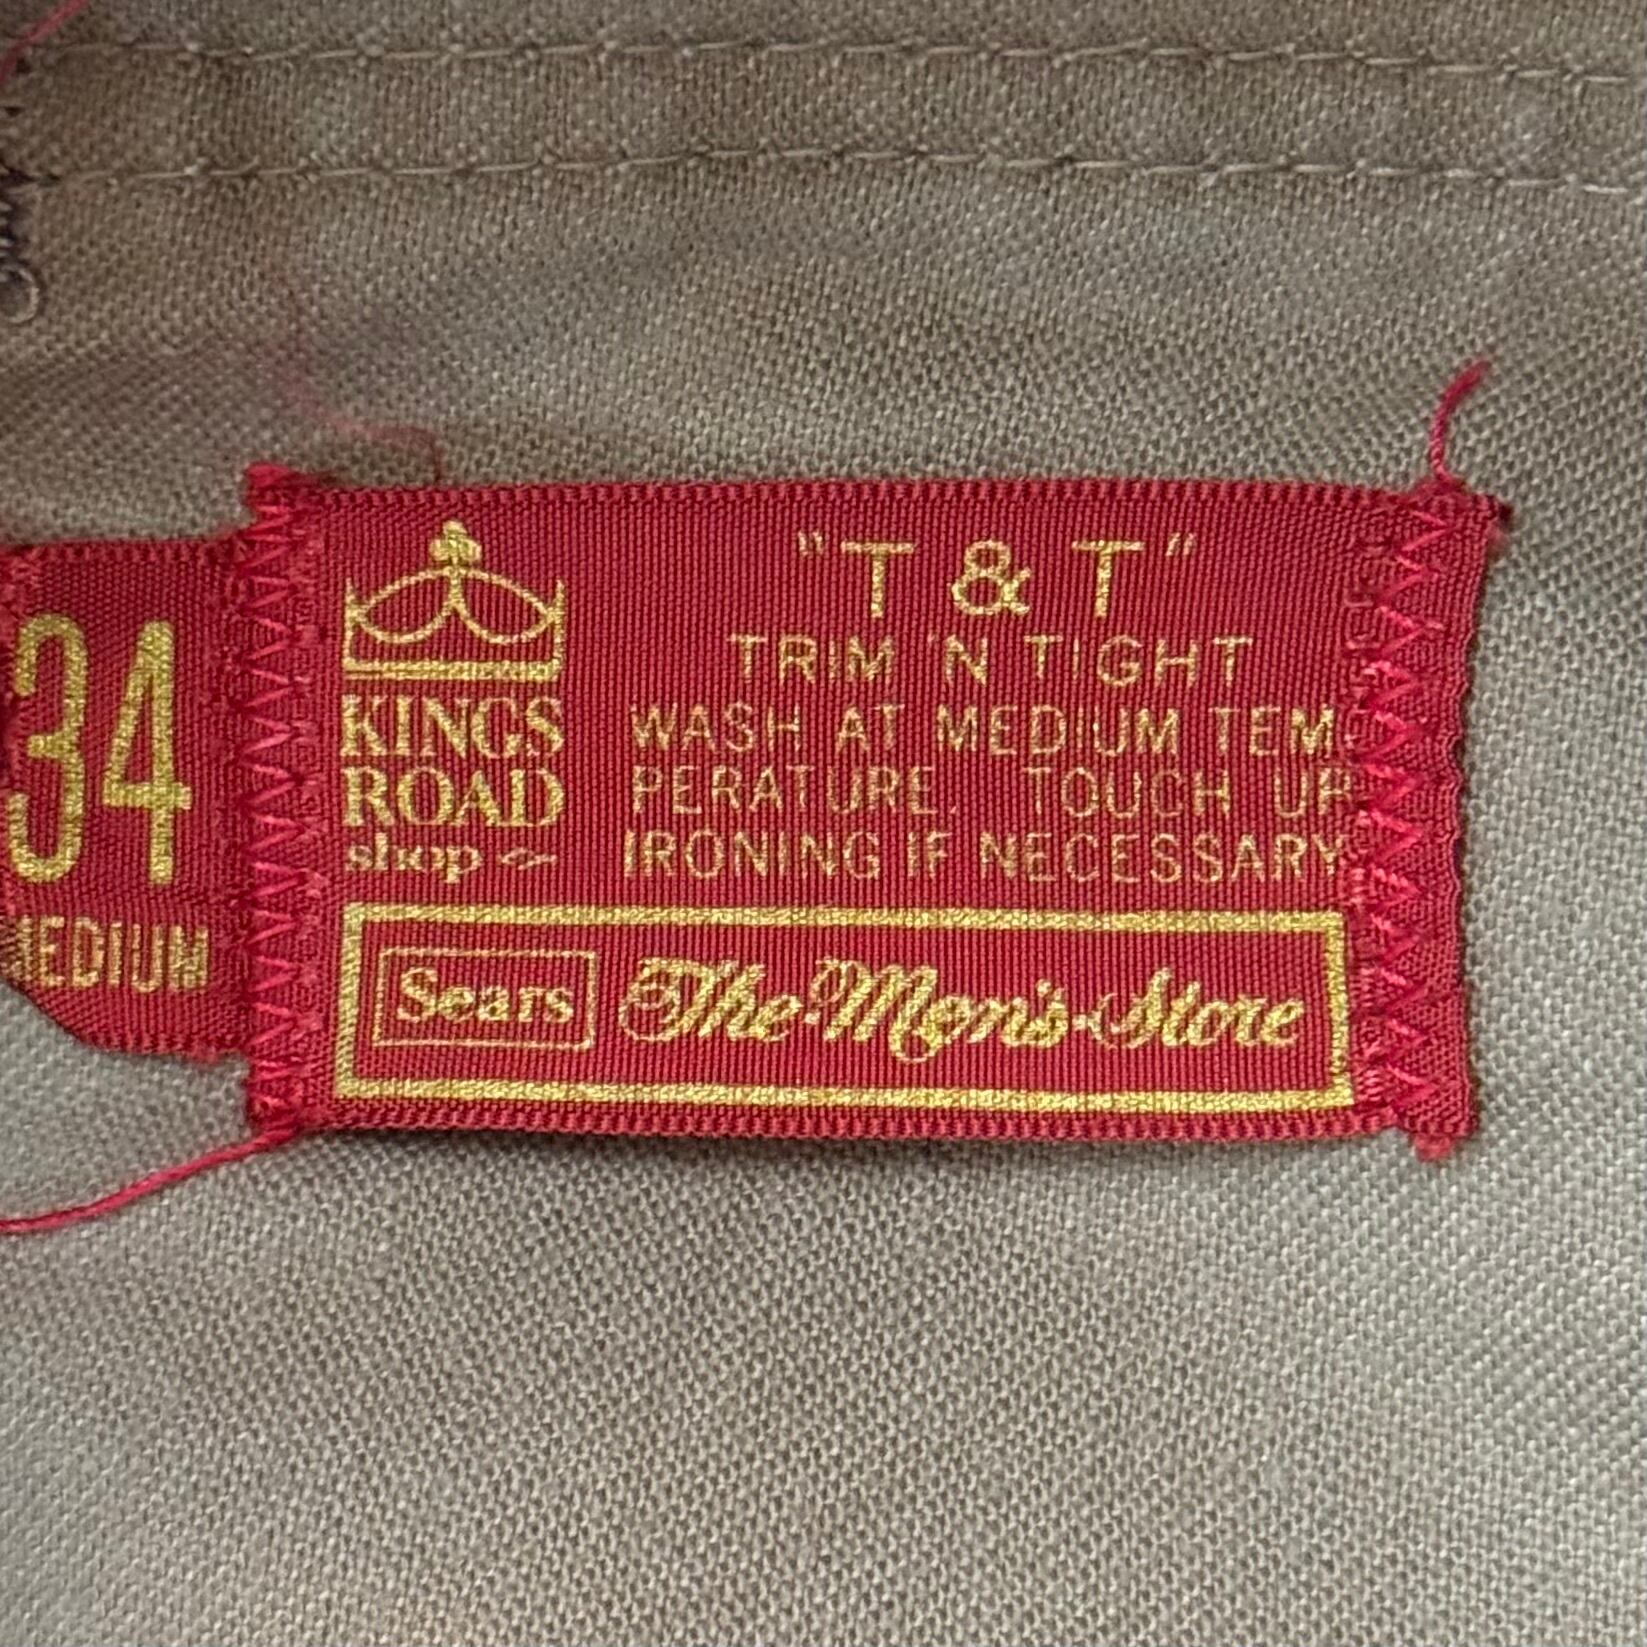 34
MEDIUM
KINGS
ROAD
shop
"T & T"
TRIM 'N TIGHT
WASH AT MEDIUM TEM-
PERATURE. TOUCH UP
IRONING IF NECESSARY
Sears The Men's Store